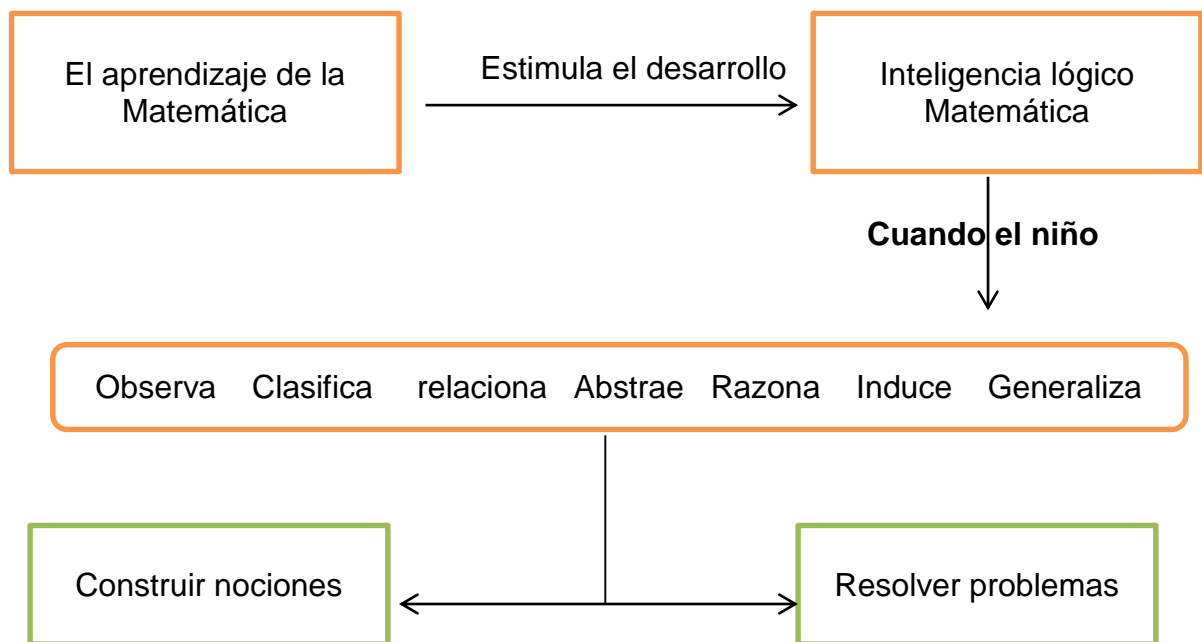 El aprendizaje de la
Matemática
Estimula el desarrollo
Inteligencia lógico
Matemática
Cuando el niño
Observa Clasifica relaciona Abstrae Razona Induce Generaliza
Construir nociones
Resolver problemas